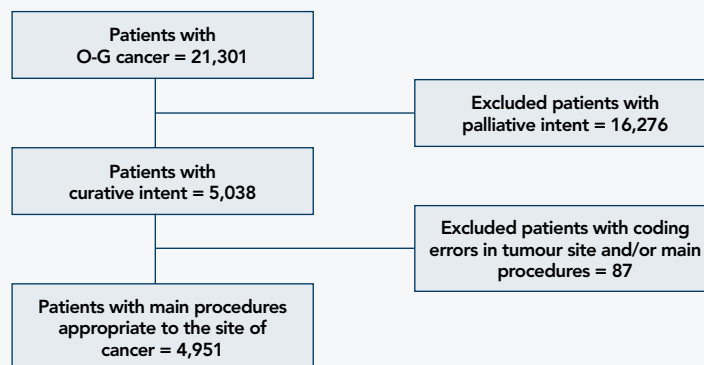 Patients with
O-G cancer = 21,301
Excluded patients with
palliative intent = 16,276
Patients with
curative intent = 5,038
Excluded patients with coding
errors in tumour site and/or main
procedures = 87
Patients with main procedures
appropriate to the site of
cancer = 4,951